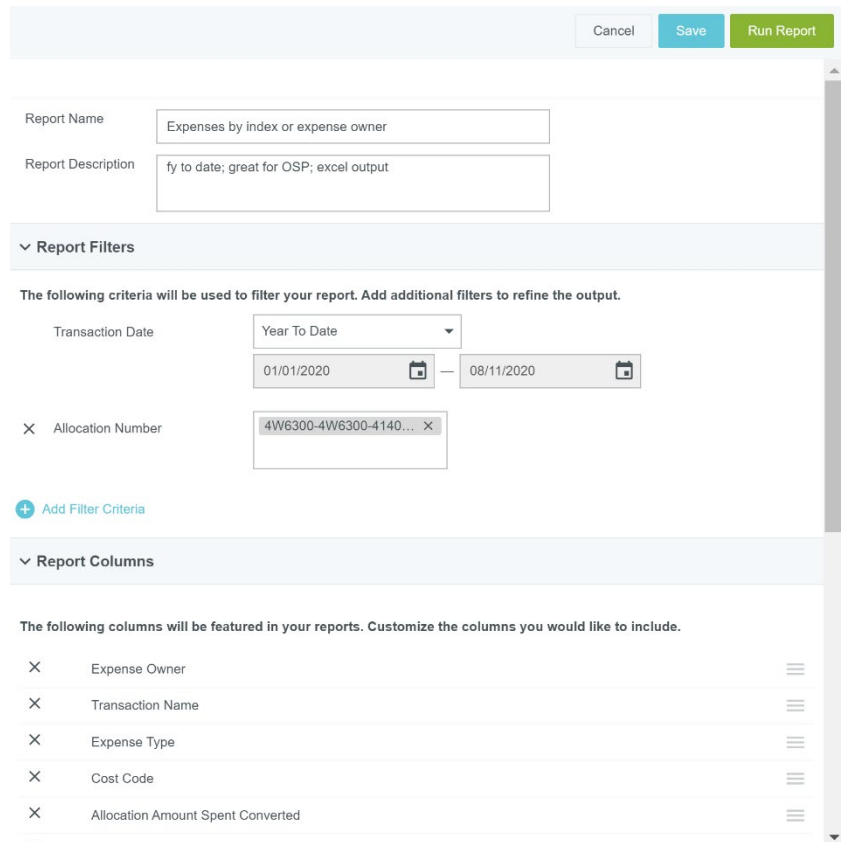 Cancel Save Run Report
Report Name Expenses by index or expense owner
Report Description fy to date; great for OSP; excel output
Report Filters
The following criteria will be used to filter your report. Add additional filters to refine the output.
Transaction Date Year To Date
01/01/2020 — 08/11/2020
Allocation Number 4W6300-4W6300-4140...
Add Filter Criteria
Report Columns
The following columns will be featured in your reports. Customize the columns you would like to include.
Expense Owner
Transaction Name
Expense Type
Cost Code
Allocation Amount Spent Converted